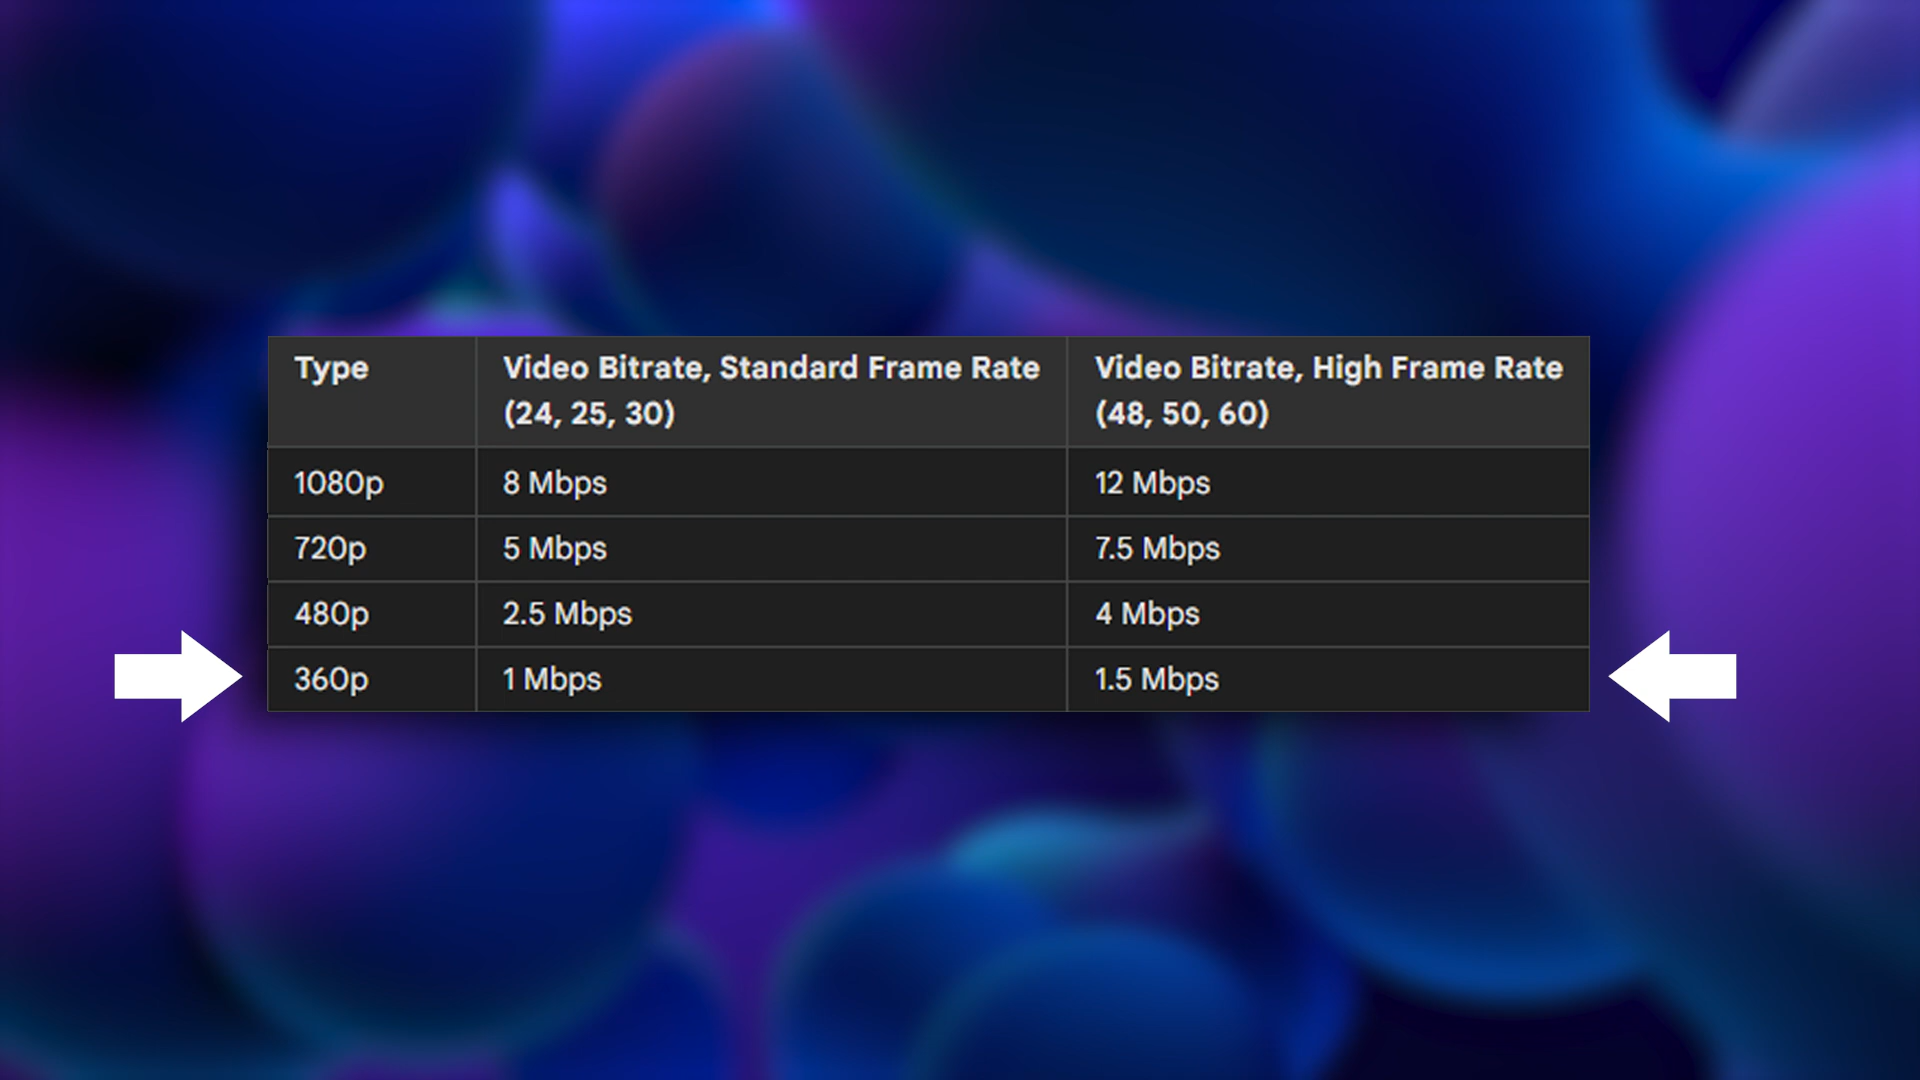 Type Video Bitrate, Standard Frame Rate Video Bitrate, High Frame Rate
(24, 25, 30) (48, 50, 60)
1080p 8 Mbps 12 Mbps
720p 5 Mbps 7.5 Mbps
480p 2.5 Mbps 4 Mbps
360p 1 Mbps 1.5 Mbps